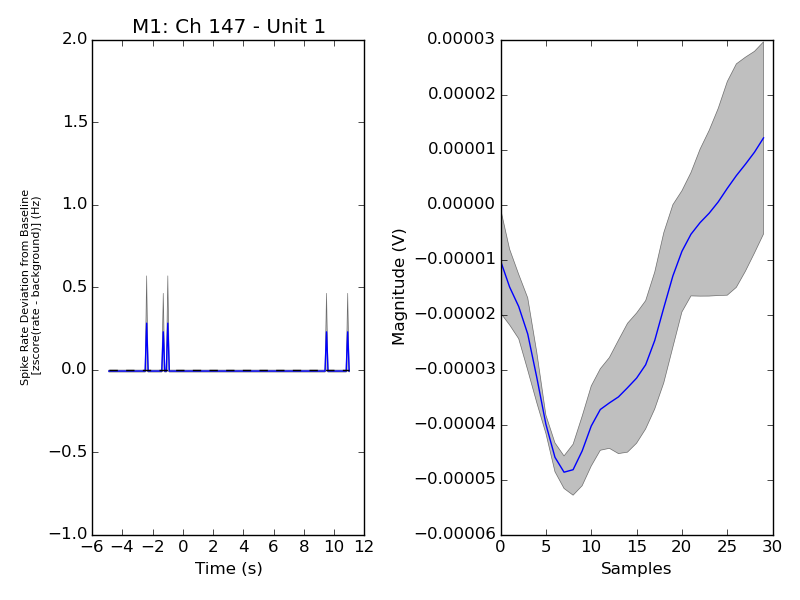 M1: Ch 147 - Unit 1
2.0
1.5
1.0
0.5
0.0
−0.5
−1.0
Spike Rate Deviation from Baseline
[zscore(rate - background)] (Hz)
−6 −4 −2 0 2 4 6 8 10 12
Time (s)
0.00003
0.00002
0.00001
0.00000
−0.00001
−0.00002
−0.00003
−0.00004
−0.00005
−0.00006
Magnitude (V)
0 5 10 15 20 25 30
Samples